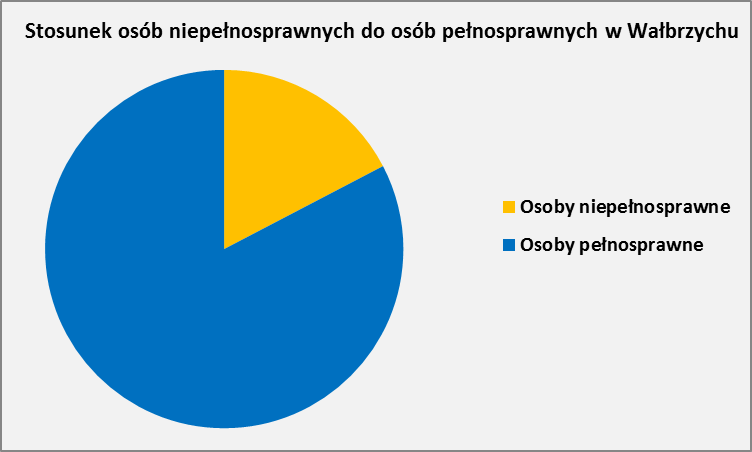 Stosunek osób niepełnosprawnych do osób pełnosprawnych w Wałbrzychu
Osoby niepełnosprawne
Osoby pełnosprawne